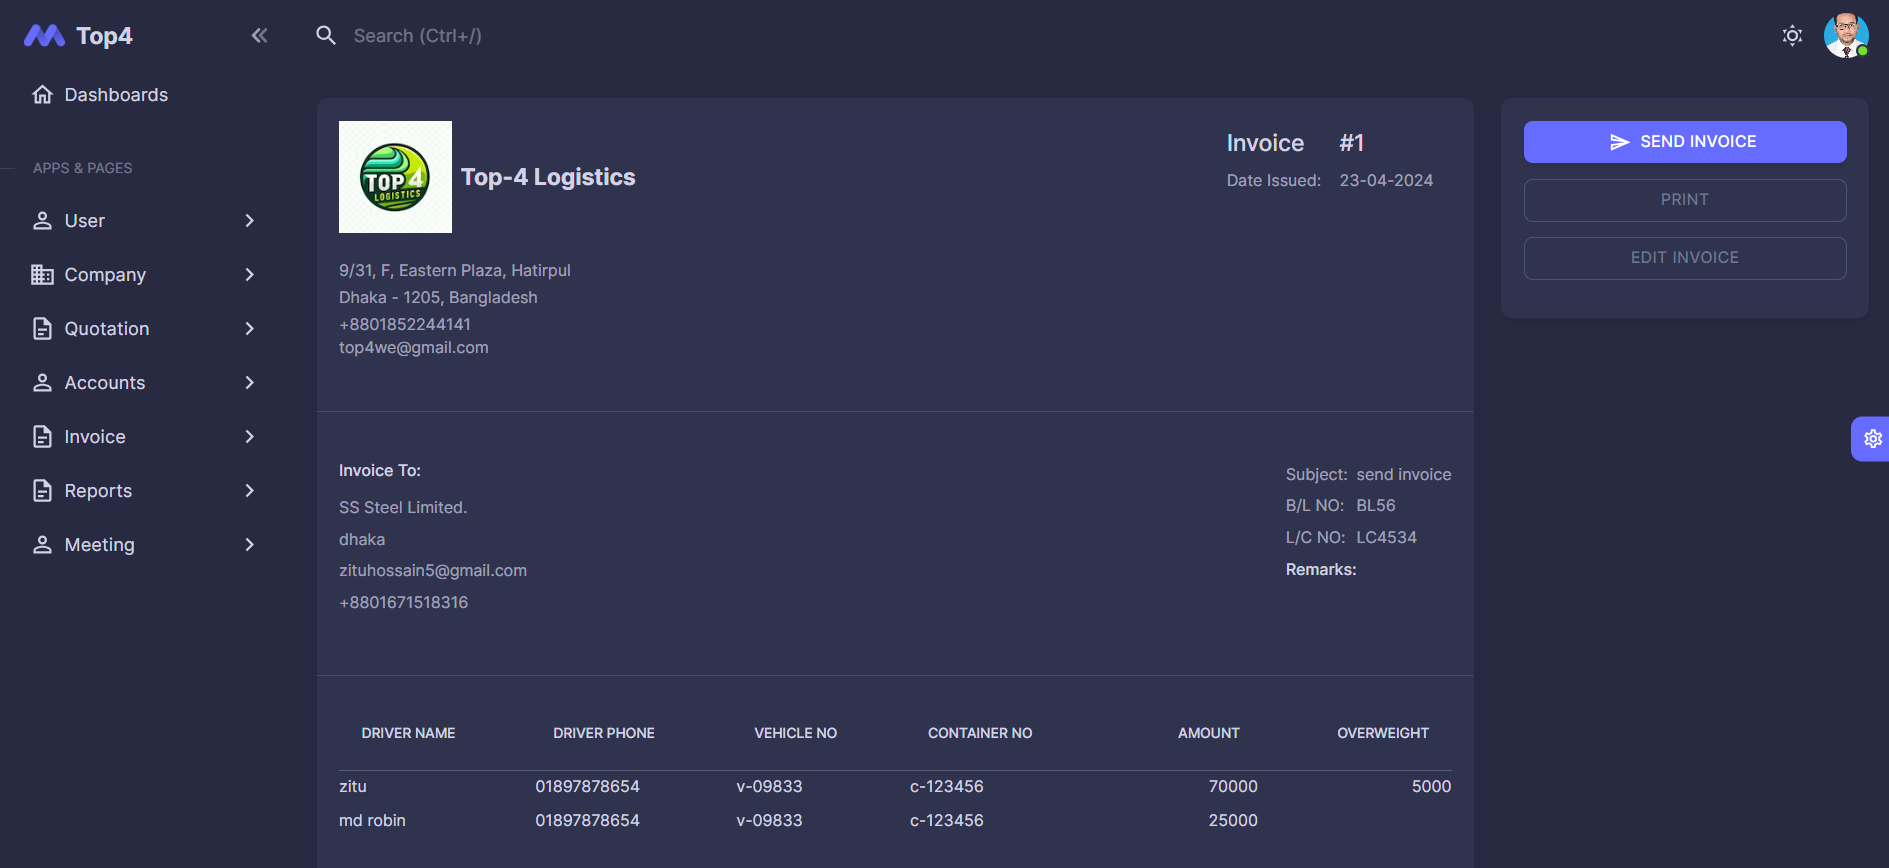 Top4
Search (Ctrl+/)
Dashboards
APPS & PAGES
User
Company
Quotation
Accounts
Invoice
Reports
Meeting
TOP 4
LOGISTICS
Top-4 Logistics
Invoice #1
Date Issued: 23-04-2024
9/31, F, Eastern Plaza, Hatirpul
Dhaka - 1205, Bangladesh
+8801852244141
top4we@gmail.com
Invoice To:
SS Steel Limited.
dhaka
zituhossain5@gmail.com
+8801671518316
Subject: send invoice
B/L NO: BL56
L/C NO: LC4534
Remarks:
DRIVER NAME DRIVER PHONE VEHICLE NO CONTAINER NO AMOUNT OVERWEIGHT
zitu 01897878654 v-09833 c-123456 70000 5000
md robin 01897878654 v-09833 c-123456 25000
SEND INVOICE
PRINT
EDIT INVOICE